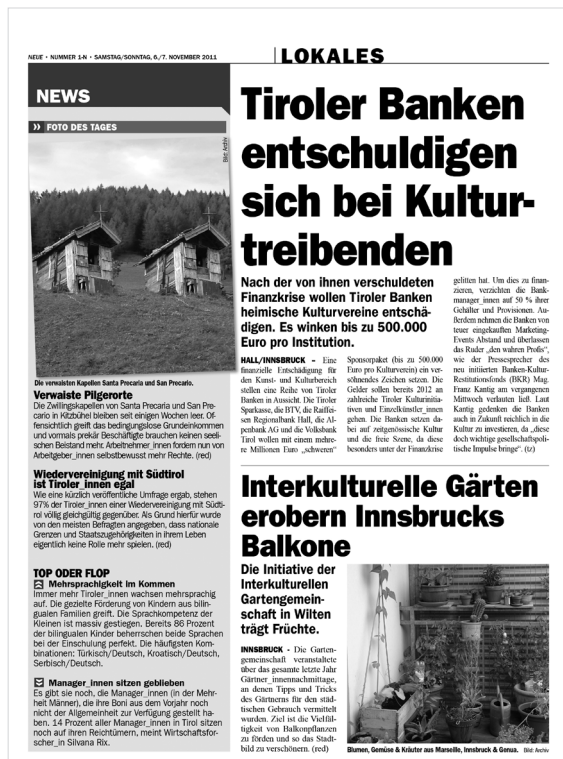 NEUE • NUMMER 1-N • SAMSTAG/SONNTAG, 6./7. NOVEMBER 2011
LOKALES
NEWS
FOTO DES TAGES
Bild: Archiv
Die verwaisten Kapellen Santa Precaria und San Precario.
Verwaiste Pilgerorte
Die Zwillingskapellen von Santa Precaria und San Pre-
cario in Kitzbühel bleiben seit einigen Wochen leer. Of-
fensichtlich greift das bedingungslose Grundeinkommen
und vormals prekär Beschäftigte brauchen keinen seeli-
schen Beistand mehr. Arbeitnehmer_innen fordern nun von
Arbeitgeber_innen selbstbewusst mehr Rechte. (red)
Wiedervereinigung mit Südtirol
ist Tiroler_innen egal
Wie eine kürzlich veröffentliche Umfrage ergab, stehen
97% der Tiroler_innen einer Wiedervereinigung mit Südti-
rol völlig gleichgültig gegenüber. Als Grund hierfür wurde
von den meisten Befragten angegeben, dass nationale
Grenzen und Staatszugehörigkeiten in ihrem Leben
eigentlich keine Rolle mehr spielen. (red)
TOP ODER FLOP
Mehrsprachigkeit im Kommen
Immer mehr Tiroler_innen wachsen mehrsprachig
auf. Die gezielte Förderung von Kindern aus bilin-
gualen Familien greift. Die Sprachkompetenz der
Kleinen ist massiv gestiegen. Bereits 86 Prozent
der bilingualen Kinder beherrschen beide Sprachen
bei der Einschulung perfekt. Die häufigsten Kom-
binationen: Türkisch/Deutsch, Kroatisch/Deutsch,
Serbisch/Deutsch.
Manager_innen sitzen geblieben
Es gibt sie noch, die Manager_innen (in der Mehr-
heit Männer), die ihre Boni aus dem Vorjahr noch
nicht der Allgemeinheit zur Verfügung gestellt ha-
ben. 14 Prozent aller Manager_innen in Tirol sitzen
noch auf ihren Reichtümern, meint Wirtschaftsfor-
scher_in Silvana Rix.
Tiroler Banken
entschuldigen
sich bei Kultur-
treibenden
Nach der von ihnen verschuldeten
Finanzkrise wollen Tiroler Banken
heimische Kulturvereine entschä-
digen. Es winken bis zu 500.000
Euro pro Institution.
HALL/INNSBRUCK – Eine
finanzielle Entschädigung für
den Kunst- und Kulturbereich
stellen eine Reihe von Tiroler
Banken in Aussicht. Die Tiroler
Sparkasse, die BTV, die Raiffei-
sen Regionalbank Hall, die Al-
penbank AG und die Volksbank
Tirol wollen mit einem mehre-
re Millionen Euro „schweren“
Sponsorpaket (bis zu 500.000
Euro pro Kulturverein) ein ver-
söhnendes Zeichen setzen. Die
Gelder sollen bereits 2012 an
zahlreiche Tiroler Kulturinitia-
tiven und Einzelkünstler_innen
gehen. Die Banken setzen da-
bei auf zeitgenössische Kultur
und die freie Szene, da diese
besonders unter der Finanzkrise
gelitten hat. Um dies zu finan-
zieren, verzichten die Bank-
manager_innen auf 50 % ihrer
Gehälter und Provisionen. Au-
ßerdem nehmen die Banken von
teuer eingekauften Marketing-
Events Abstand und überlassen
das Ruder „den wahren Profis“,
wie der Pressesprecher des
neu initiierten Banken-Kultur-
Restitutionsfonds (BKR) Mag.
Franz Kantig am vergangenen
Mittwoch verlauten ließ. Laut
Kantig gedenken die Banken
auch in Zukunft reichlich in die
Kultur zu investieren, da „diese
doch wichtige gesellschaftspoli-
tische Impulse bringe“. (tz)
Interkulturelle Gärten
erobern Innsbrucks
Balkone
Die Initiative der
Interkulturellen
Gartengemein-
schaft in Wilten
trägt Früchte.
INNSBRUCK - Die Garten-
gemeinschaft veranstaltete
über das gesamte letzte Jahr
Gärtner_innennachmittage,
an denen Tipps und Tricks
des Gärtnerns für den städ-
tischen Gebrauch vermittelt
wurden. Ziel ist die Vielfäl-
tigkeit von Balkonpflanzen
zu fördern und so das Stadt-
bild zu verschönern. (red)
Blumen, Gemüse & Kräuter aus Marseille, Innsbruck & Genua. Bild: Archiv